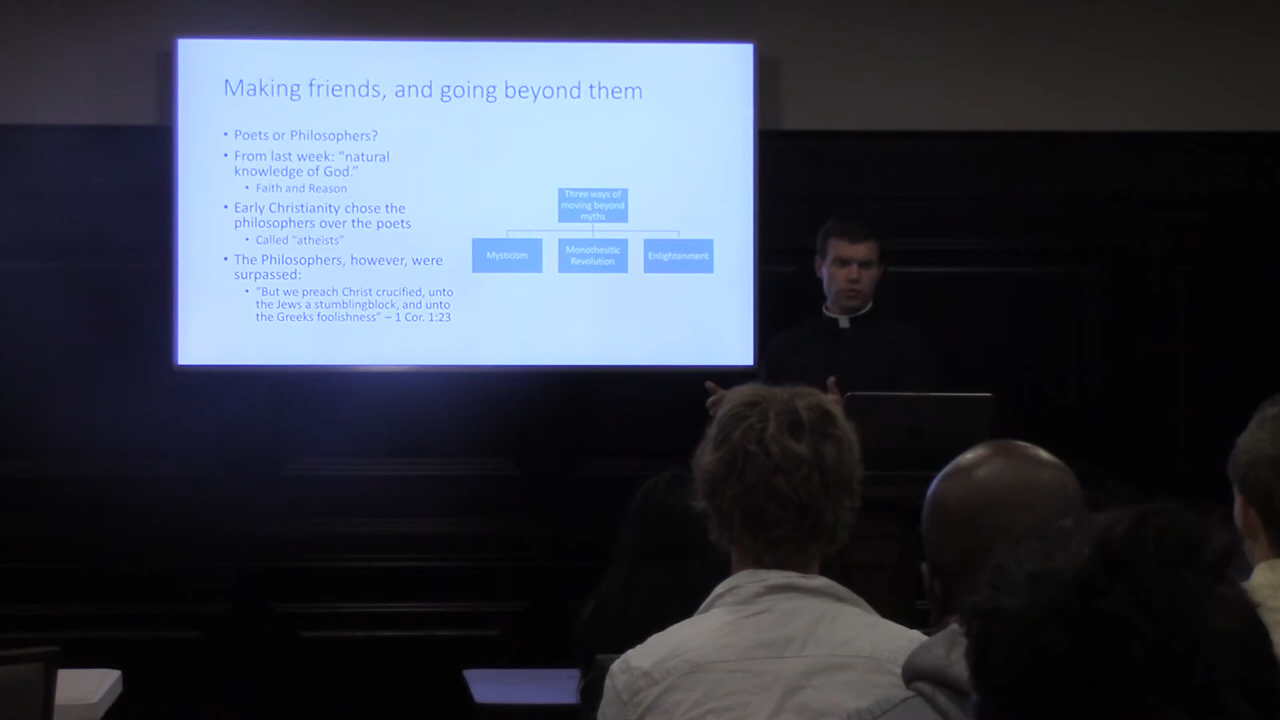 Making friends, and going beyond them
• Poets or Philosophers?
• From last week: “natural
knowledge of God.”
• Faith and Reason
• Early Christianity chose the
philosophers over the poets
• Called “atheists”
• The Philosophers, however, were
surpassed:
• “But we preach Christ crucified, unto
the Jews a stumblingblock, and unto
the Greeks foolishness” – 1 Cor. 1:23
Three ways of
moving beyond
myths
Mysticism
Monothesitic
Revolution
Enlightenment